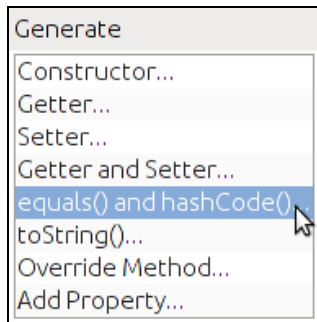 Generate
Constructor...
Getter...
Setter...
Getter and Setter...
equals() and hashCode()...
toString()...
Override Method...
Add Property...